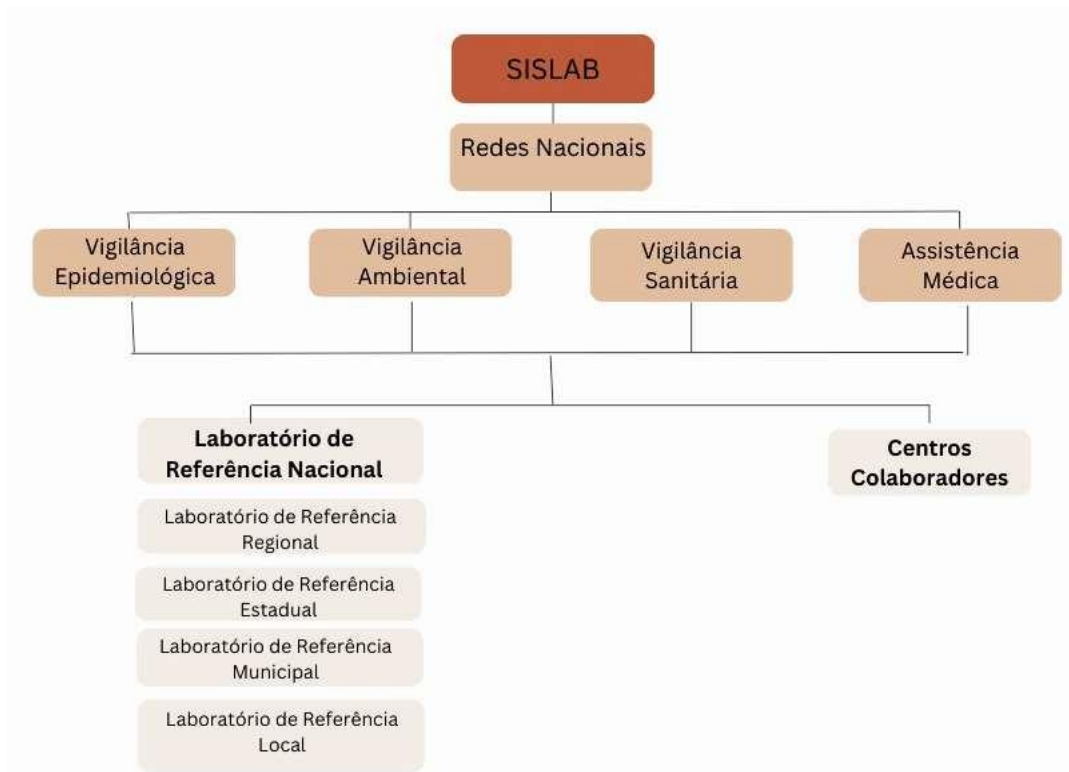 SISLAB
Redes Nacionais
Vigilância
Epidemiológica
Vigilância
Ambiental
Vigilância
Sanitária
Assistência
Médica
Laboratório de
Referência Nacional
Centros
Colaboradores
Laboratório de Referência
Regional
Laboratório de Referência
Estadual
Laboratório de Referência
Municipal
Laboratório de Referência
Local